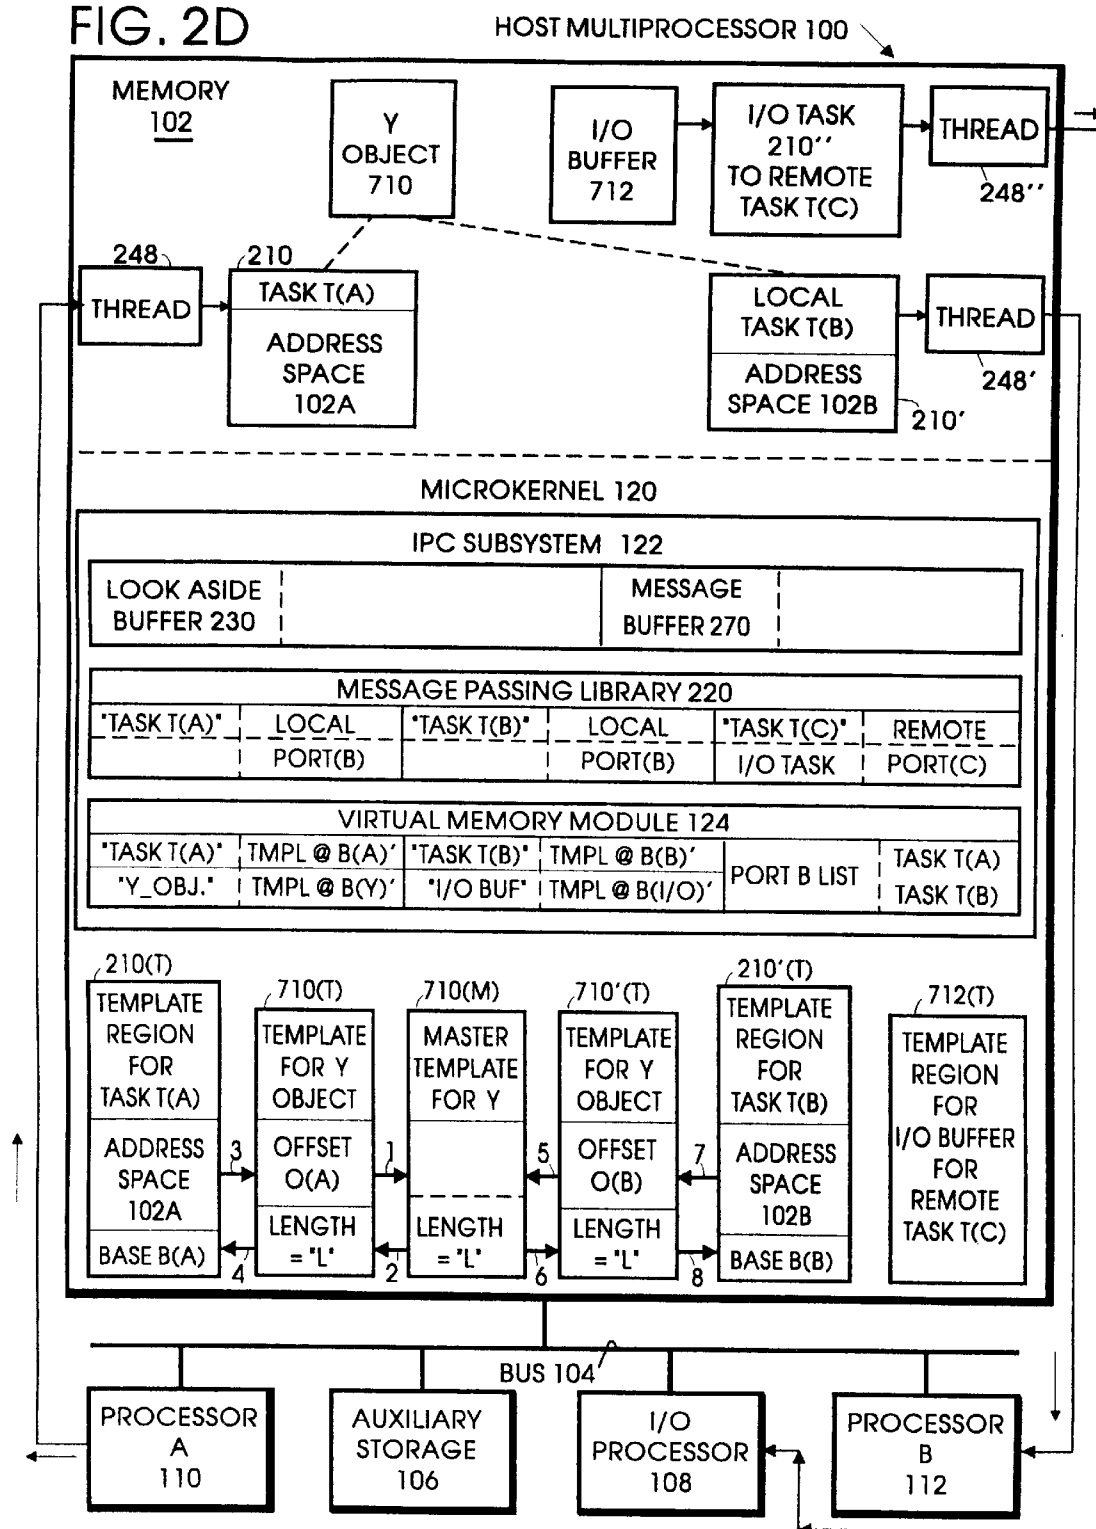 FIG. 2D
HOST MULTIPROCESSOR 100
MEMORY
102
Y
OBJECT
710
I/O
BUFFER
712
I/O TASK
210''
TO REMOTE
TASK T(C)
THREAD
248''
248
THREAD
210
TASK T(A)
ADDRESS
SPACE
102A
LOCAL
TASK T(B)
ADDRESS
SPACE 102B
210'
THREAD
248'
MICROKERNEL 120
IPC SUBSYSTEM 122
LOOK ASIDE
BUFFER 230
MESSAGE
BUFFER 270
MESSAGE PASSING LIBRARY 220
"TASK T(A)" LOCAL "TASK T(B)" LOCAL "TASK T(C)" REMOTE
PORT(B) PORT(B) I/O TASK PORT(C)
VIRTUAL MEMORY MODULE 124
"TASK T(A)" TMPL @ B(A)' "TASK T(B)" TMPL @ B(B)'
"Y_OBJ." TMPL @ B(Y)' "I/O BUF" TMPL @ B(I/O)'
PORT B LIST
TASK T(A)
TASK T(B)
210(T)
TEMPLATE
REGION
FOR
TASK T(A)
ADDRESS
SPACE
102A
BASE B(A)
3
4
710(T)
TEMPLATE
FOR Y
OBJECT
OFFSET
O(A)
LENGTH
= "L"
1
2
710(M)
MASTER
TEMPLATE
FOR Y
LENGTH
= "L"
5
6
710'(T)
TEMPLATE
FOR Y
OBJECT
OFFSET
O(B)
LENGTH
= "L"
7
8
210'(T)
TEMPLATE
REGION
FOR
TASK T(B)
ADDRESS
SPACE
102B
BASE B(B)
712(T)
TEMPLATE
REGION
FOR
I/O BUFFER
FOR
REMOTE
TASK T(C)
BUS 104
PROCESSOR
A
110
AUXILIARY
STORAGE
106
I/O
PROCESSOR
108
PROCESSOR
B
112